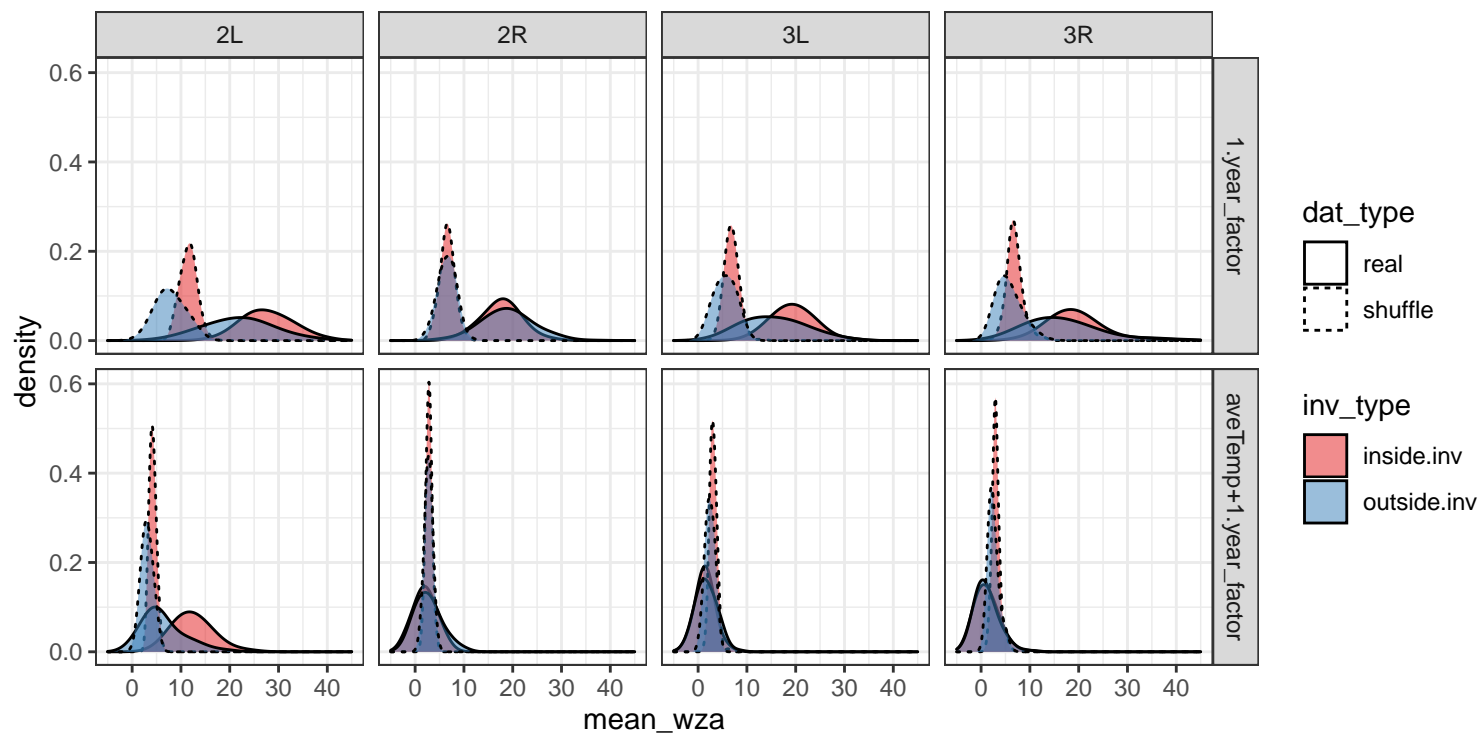 2L 2R 3L 3R
0.6
0.4
0.2
0.0
1.year_factor
0.6
0.4
0.2
0.0
aveTemp+1.year_factor
density
0 10 20 30 40 0 10 20 30 40 0 10 20 30 40 0 10 20 30 40
mean_wza
dat_type
real
shuffle
inv_type
inside.inv
outside.inv